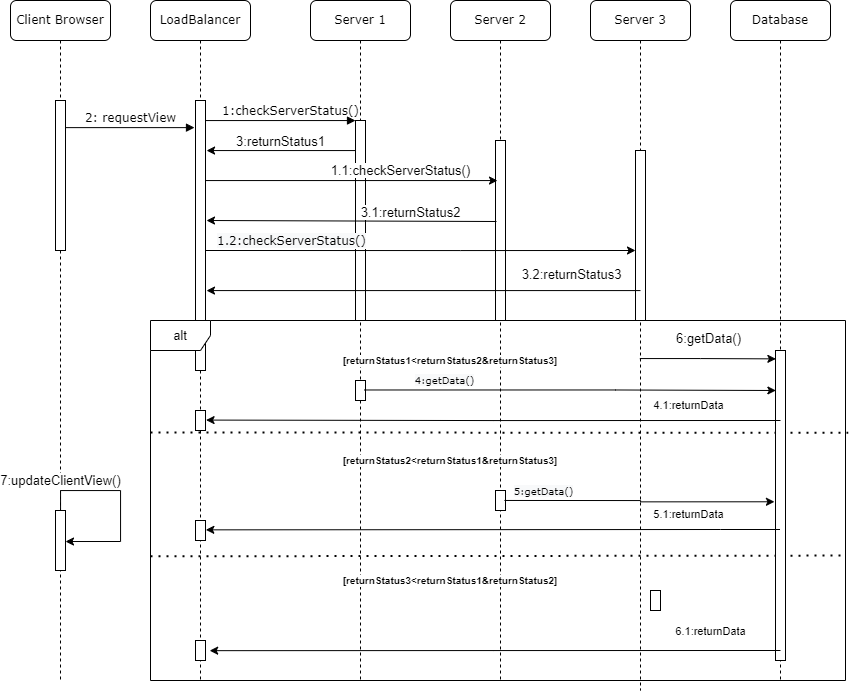 Client Browser
LoadBalancer
Server 1
Server 2
Server 3
Database
1:checkServerStatus()
2: requestView
3:returnStatus1
1.1:checkServerStatus()
3.1:returnStatus2
1.2:checkServerStatus()
3.2:returnStatus3
alt
6:getData()
[returnStatus1<returnStatus2&returnStatus3]
4:getData()
4.1:returnData
[returnStatus2<returnStatus1&returnStatus3]
7:updateClientView()
5:getData()
5.1:returnData
[returnStatus3<returnStatus1&returnStatus2]
6.1:returnData